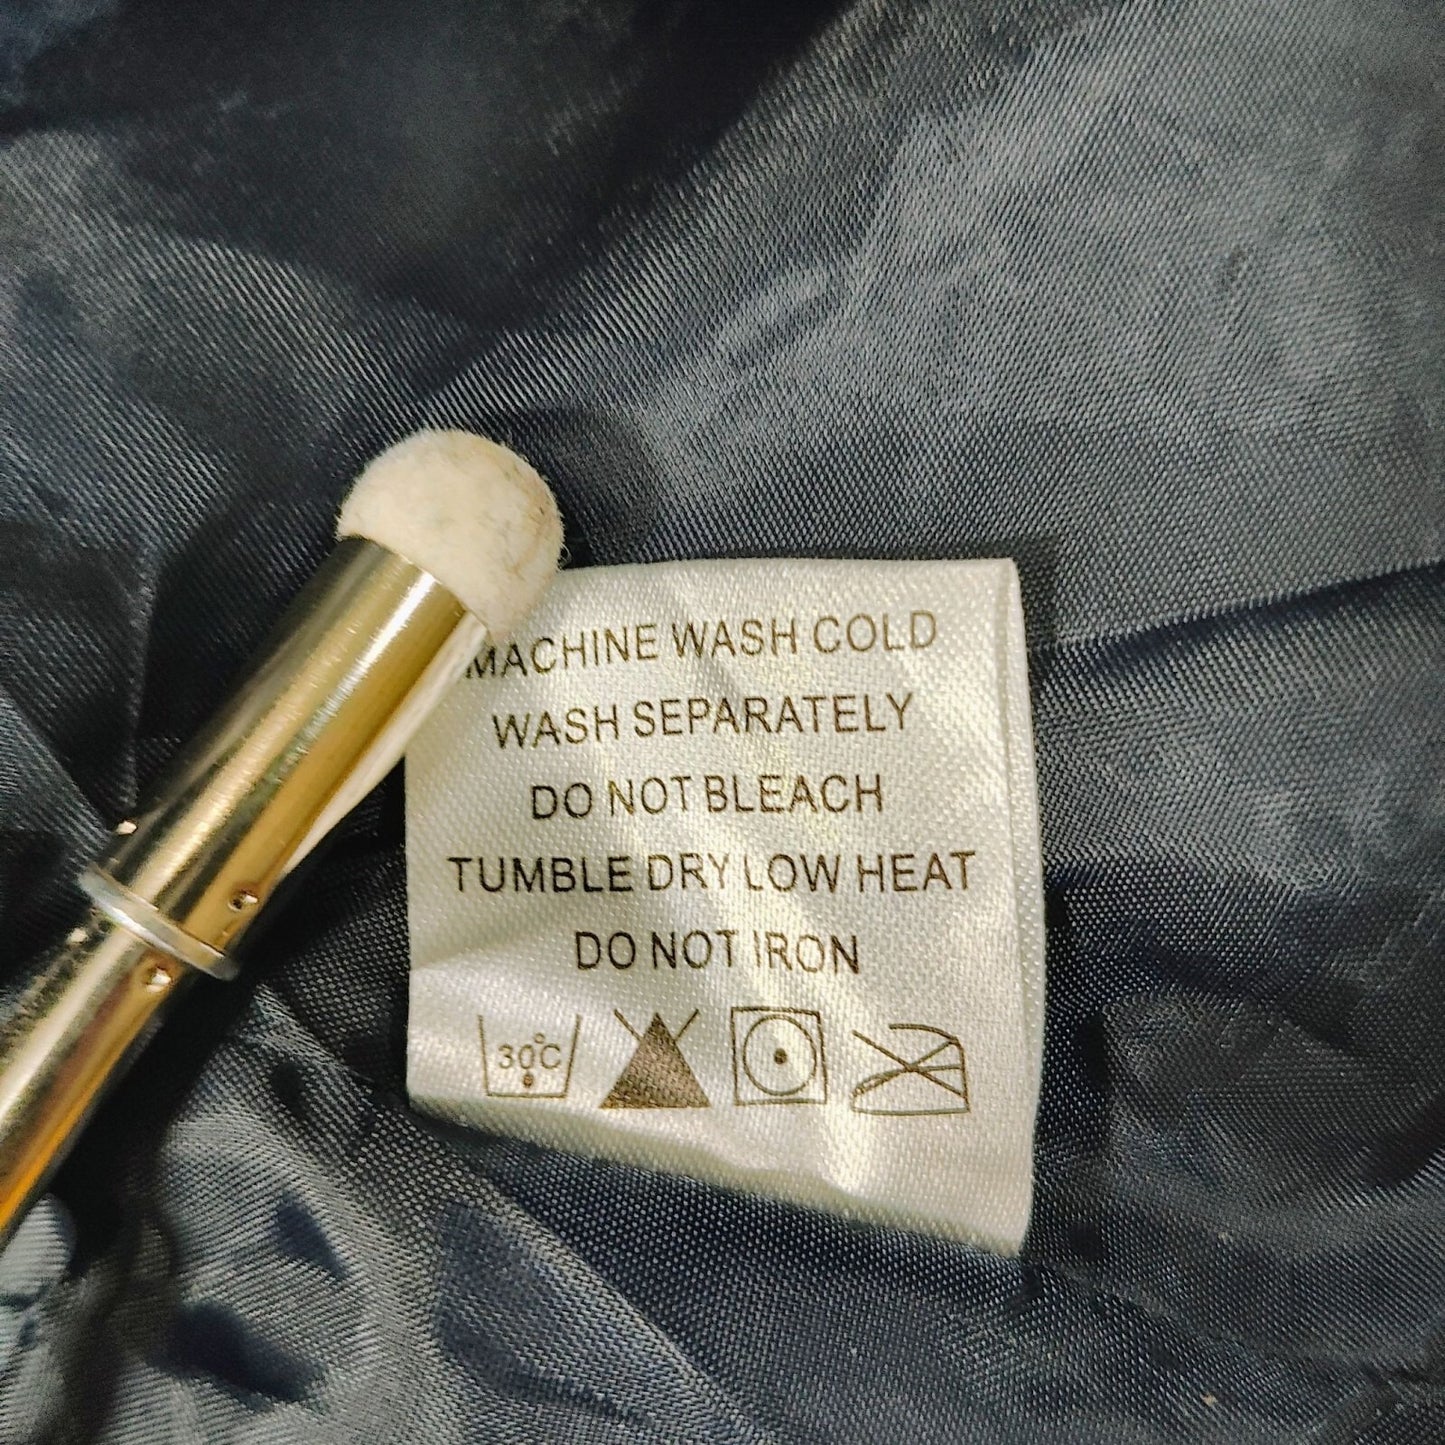 MACHINE WASH COLD
WASH SEPARATELY
DO NOT BLEACH
TUMBLE DRY LOW HEAT
DO NOT IRON
30°C